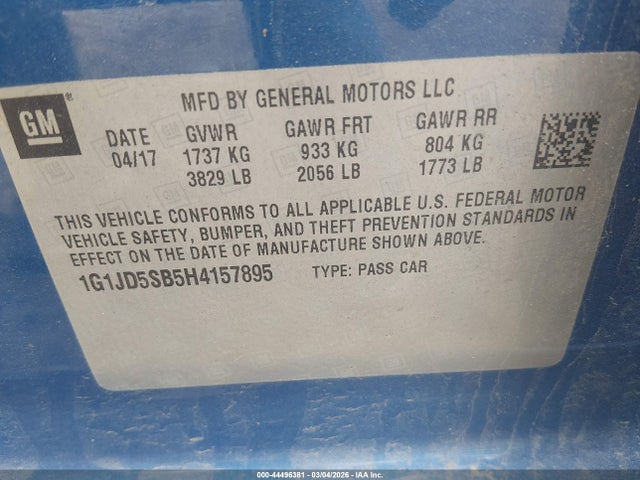 GM
MFD BY GENERAL MOTORS LLC
DATE GVWR GAWR FRT GAWR RR
04/17 1737 KG 933 KG 804 KG
3829 LB 2056 LB 1773 LB
THIS VEHICLE CONFORMS TO ALL APPLICABLE U.S. FEDERAL MOTOR
VEHICLE SAFETY, BUMPER, AND THEFT PREVENTION STANDARDS IN
EFFECT ON THE DATE OF MANUFACTURE SHOWN ABOVE.
1G1JD5SB5H4157895 TYPE: PASS CAR
000-44496381 - 03/04/2026 - IAA Inc.